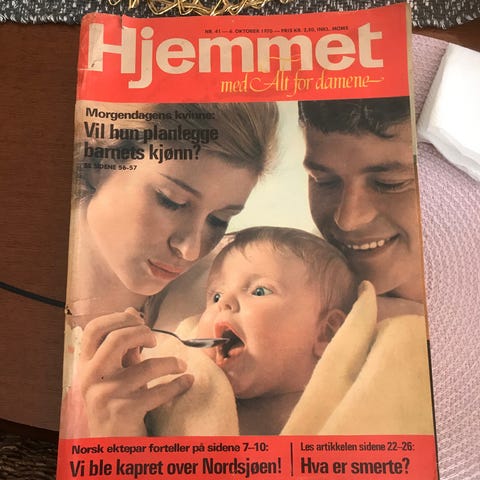 NR. 41 — 6. OKTOBER 1970 — PRIS KR. 2,50, INKL. MOMS
Hjemmet
med Alt for damene
Morgendagens kvinne:
Vil hun planlegge
barnets kjønn?
SE SIDENE 56-57
Norsk ektepar forteller på sidene 7–10:
Vi ble kapret over Nordsjøen!
Les artikkelen sidene 22–26:
Hva er smerte?